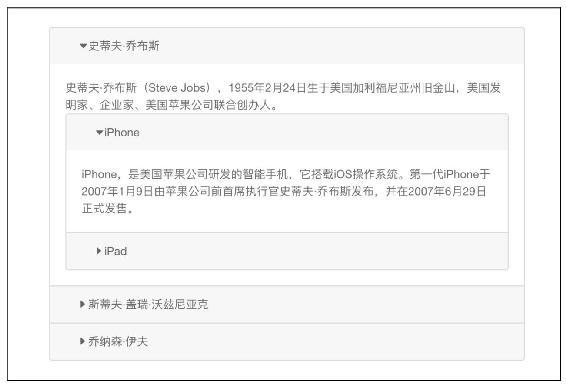 史蒂夫·乔布斯
史蒂夫·乔布斯（Steve Jobs），1955年2月24日生于美国加利福尼亚州旧金山，美国发
明家、企业家、美国苹果公司联合创办人。
iPhone
iPhone，是美国苹果公司研发的智能手机，它搭载iOS操作系统。第一代iPhone于
2007年1月9日由苹果公司前首席执行官史蒂夫·乔布斯发布，并在2007年6月29日
正式发售。
iPad
斯蒂夫·盖瑞·沃兹尼亚克
乔纳森·伊夫